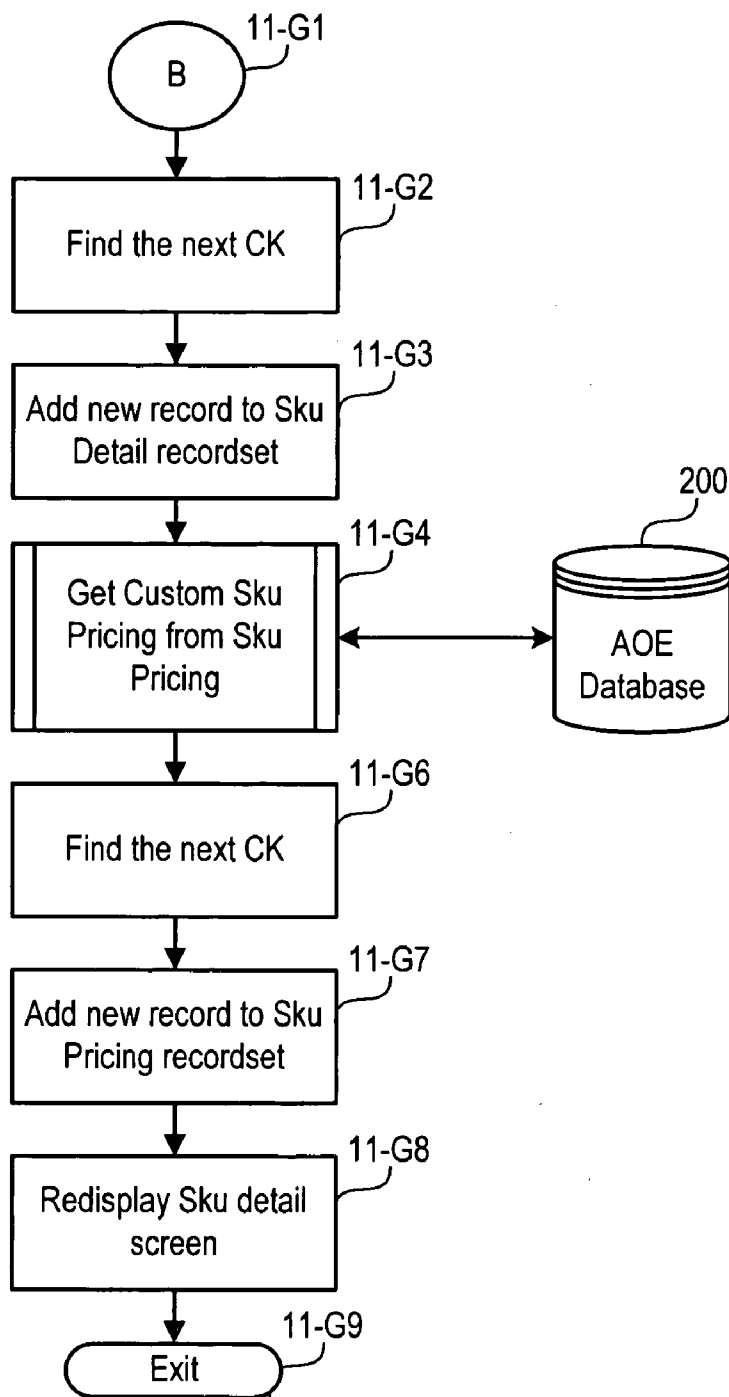 11-G1
B
11-G2
Find the next CK
11-G3
Add new record to Sku
Detail recordset
11-G4
Get Custom Sku
Pricing from Sku
Pricing
200
AOE
Database
11-G6
Find the next CK
11-G7
Add new record to Sku
Pricing recordset
11-G8
Redisplay Sku detail
screen
11-G9
Exit